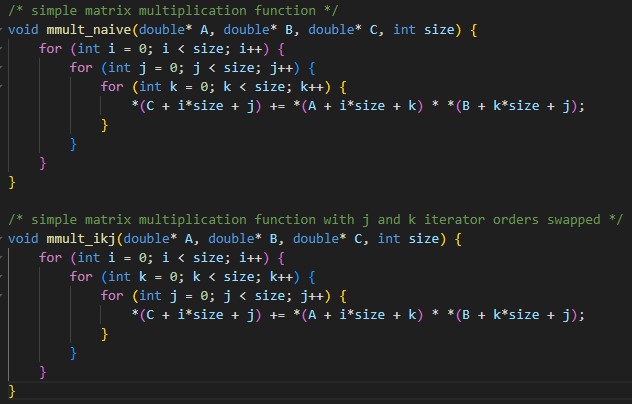 /* simple matrix multiplication function */
void mmult_naive(double* A, double* B, double* C, int size) {
    for (int i = 0; i < size; i++) {
        for (int j = 0; j < size; j++) {
            for (int k = 0; k < size; k++) {
                *(C + i*size + j) += *(A + i*size + k) * *(B + k*size + j);
            }
        }
    }
}

/* simple matrix multiplication function with j and k iterator orders swapped */
void mmult_ikj(double* A, double* B, double* C, int size) {
    for (int i = 0; i < size; i++) {
        for (int k = 0; k < size; k++) {
            for (int j = 0; j < size; j++) {
                *(C + i*size + j) += *(A + i*size + k) * *(B + k*size + j);
            }
        }
    }
}